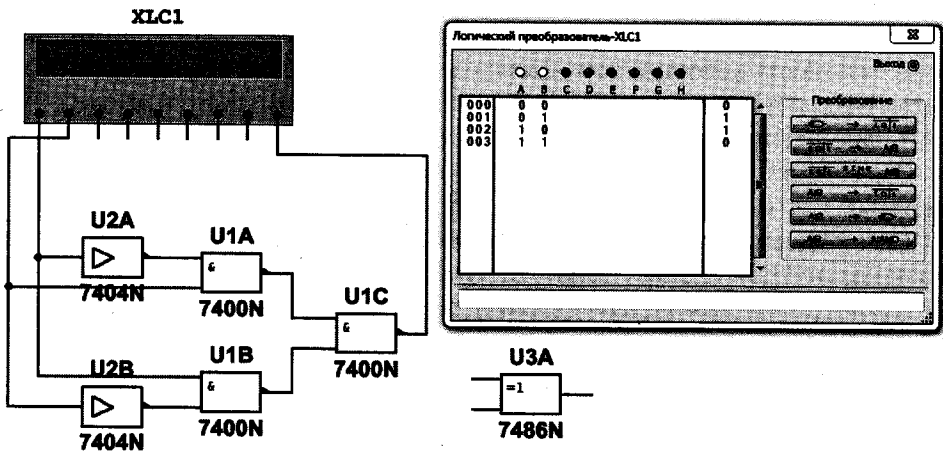 XLC1
U2A
7404N
U1A
&
7400N
U1C
&
7400N
U2B
7404N
U1B
&
7400N
Логический преобразователь-XLC1
Выход
A B C D E F G H
000 0 0 0
001 0 1 1
002 1 0 1
003 1 1 0
Преобразование
U3A
=1
7486N